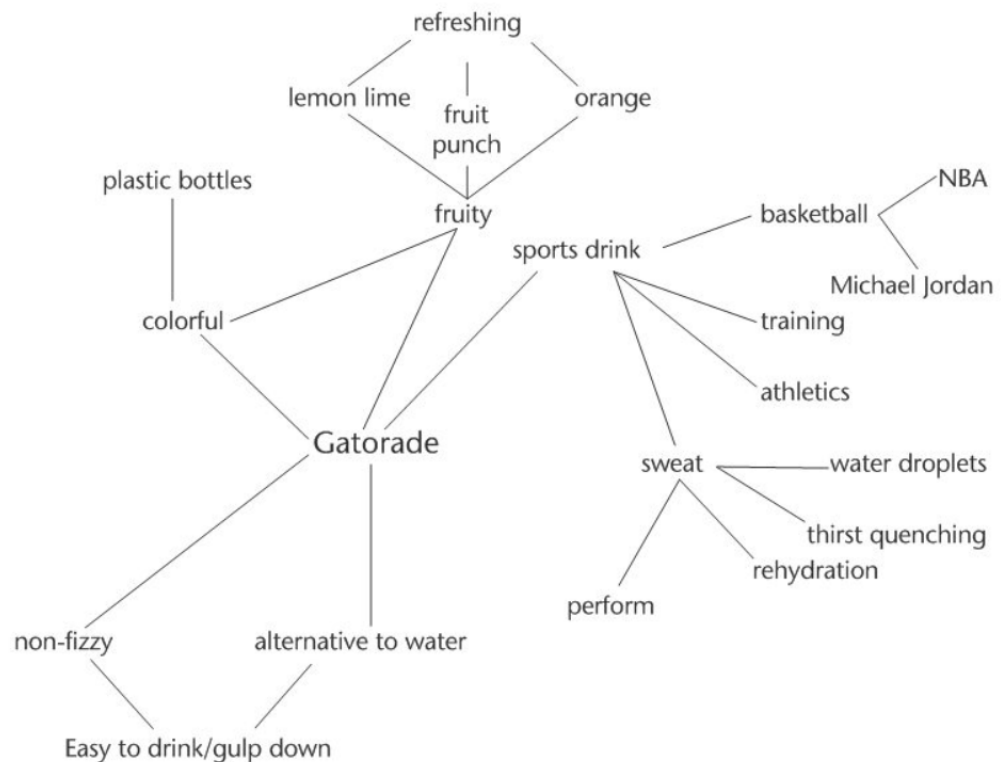 refreshing
lemon lime
fruit
punch
orange
plastic bottles
fruity
NBA
basketball
sports drink
Michael Jordan
colorful
training
athletics
Gatorade
sweat
water droplets
thirst quenching
rehydration
perform
non-fizzy
alternative to water
Easy to drink/gulp down